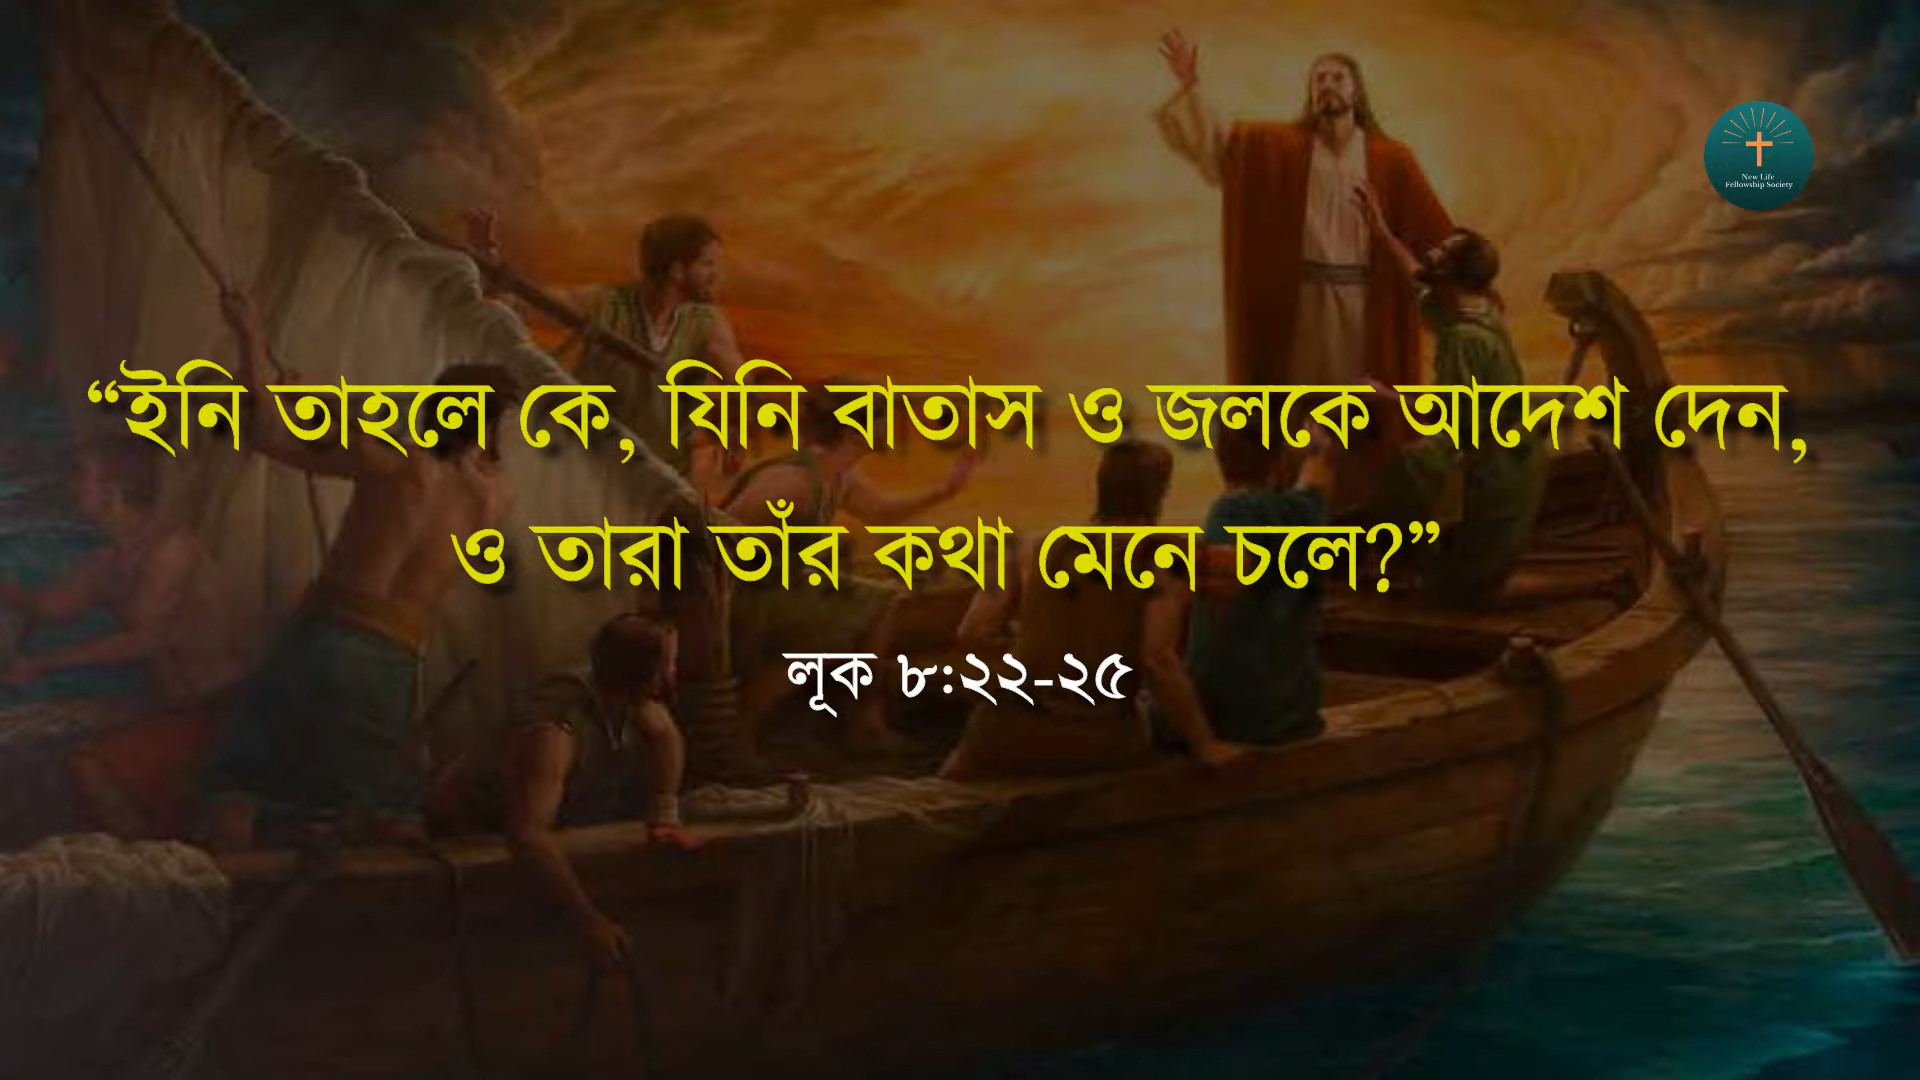 New Life
Fellowship Society
“ইনি তাহলে কে, যিনি বাতাস ও জলকে আদেশ দেন,
ও তারা তাঁর কথা মেনে চলে?”
লূক ৮:২২-২৫